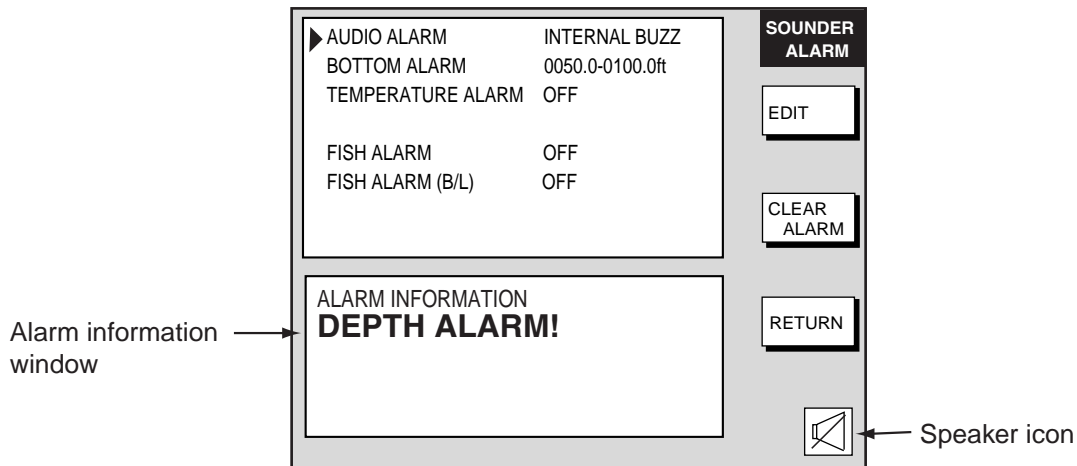 AUDIO ALARM INTERNAL BUZZ
BOTTOM ALARM 0050.0-0100.0ft
TEMPERATURE ALARM OFF
FISH ALARM OFF
FISH ALARM (B/L) OFF
SOUNDER
ALARM
EDIT
CLEAR
ALARM
RETURN
ALARM INFORMATION
DEPTH ALARM!
Alarm information
window
Speaker icon